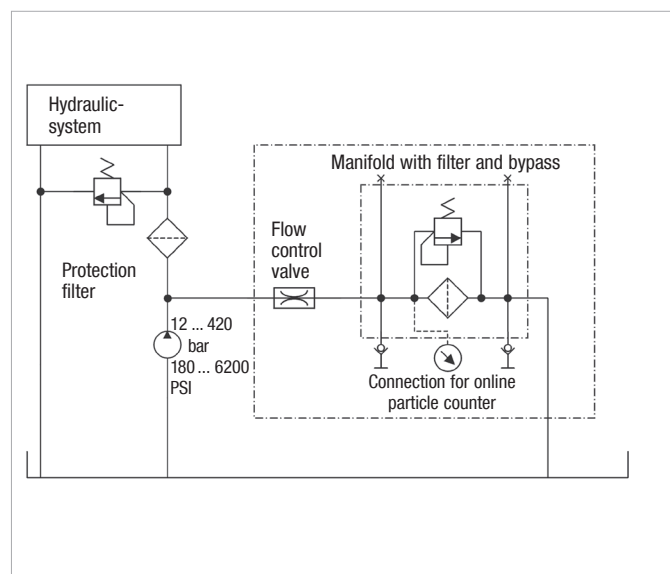 Hydraulic-
system
Manifold with filter and bypass
Flow
control
valve
Protection
filter
12 ... 420
bar
180 ... 6200
PSI
Connection for online
particle counter